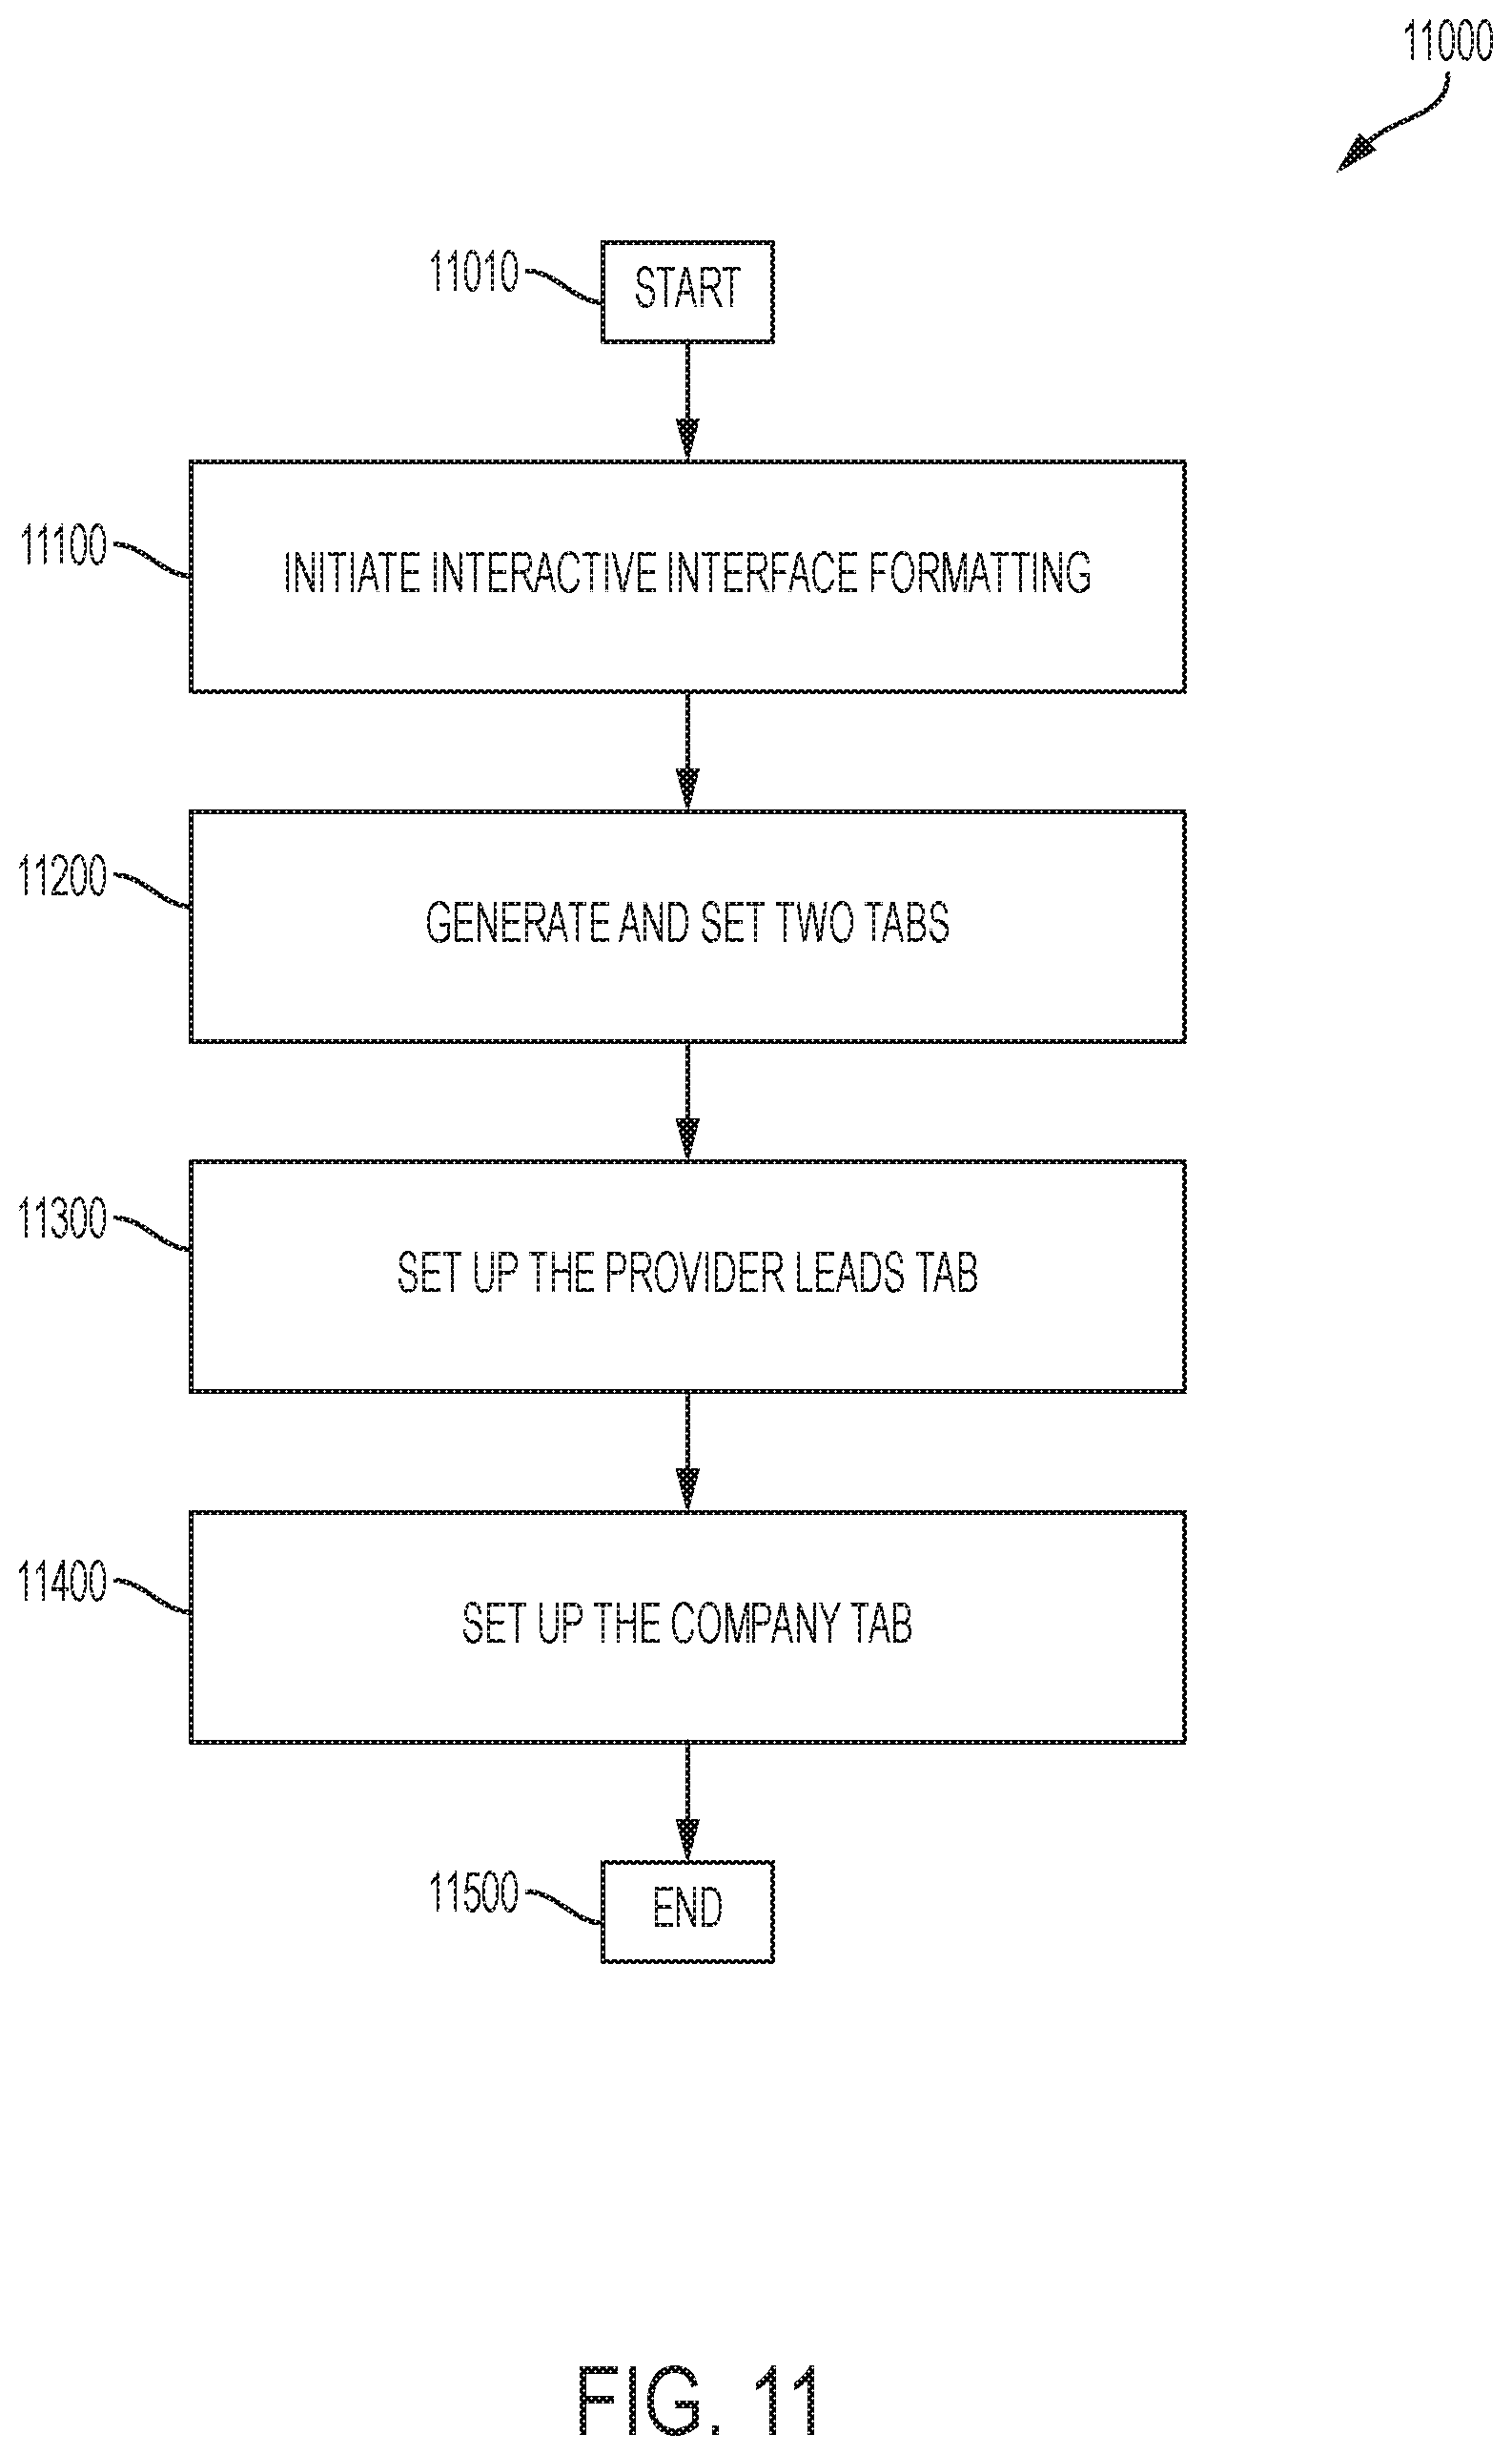 11000
11010
START
11100
INITIATE INTERACTIVE INTERFACE FORMATTING
11200
GENERATE AND SET TWO TABS
11300
SET UP THE PROVIDER LEADS TAB
11400
SET UP THE COMPANY TAB
11500
END
FIG. 11